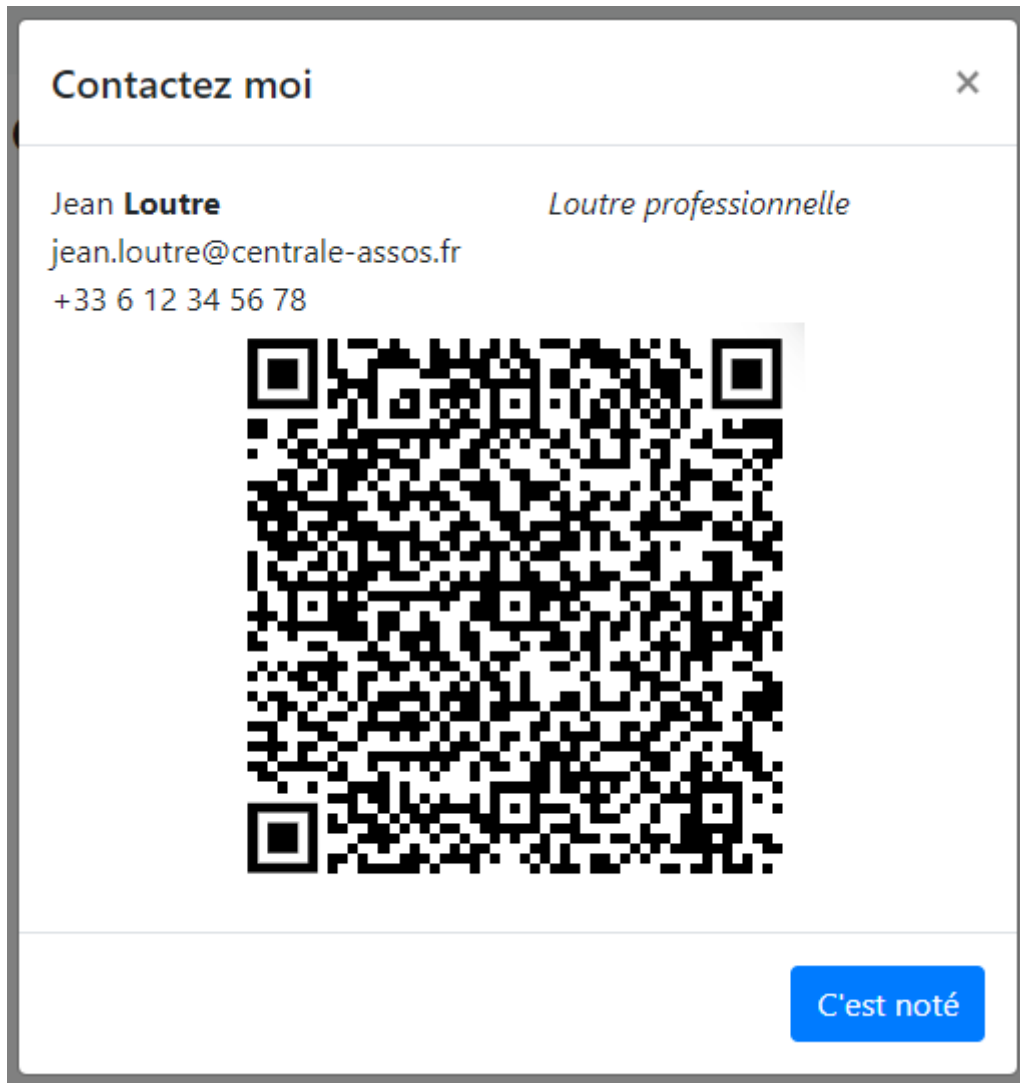 Contactez moi ×
Jean Loutre
Loutre professionnelle
jean.loutre@centrale-assos.fr
+33 6 12 34 56 78
C'est noté